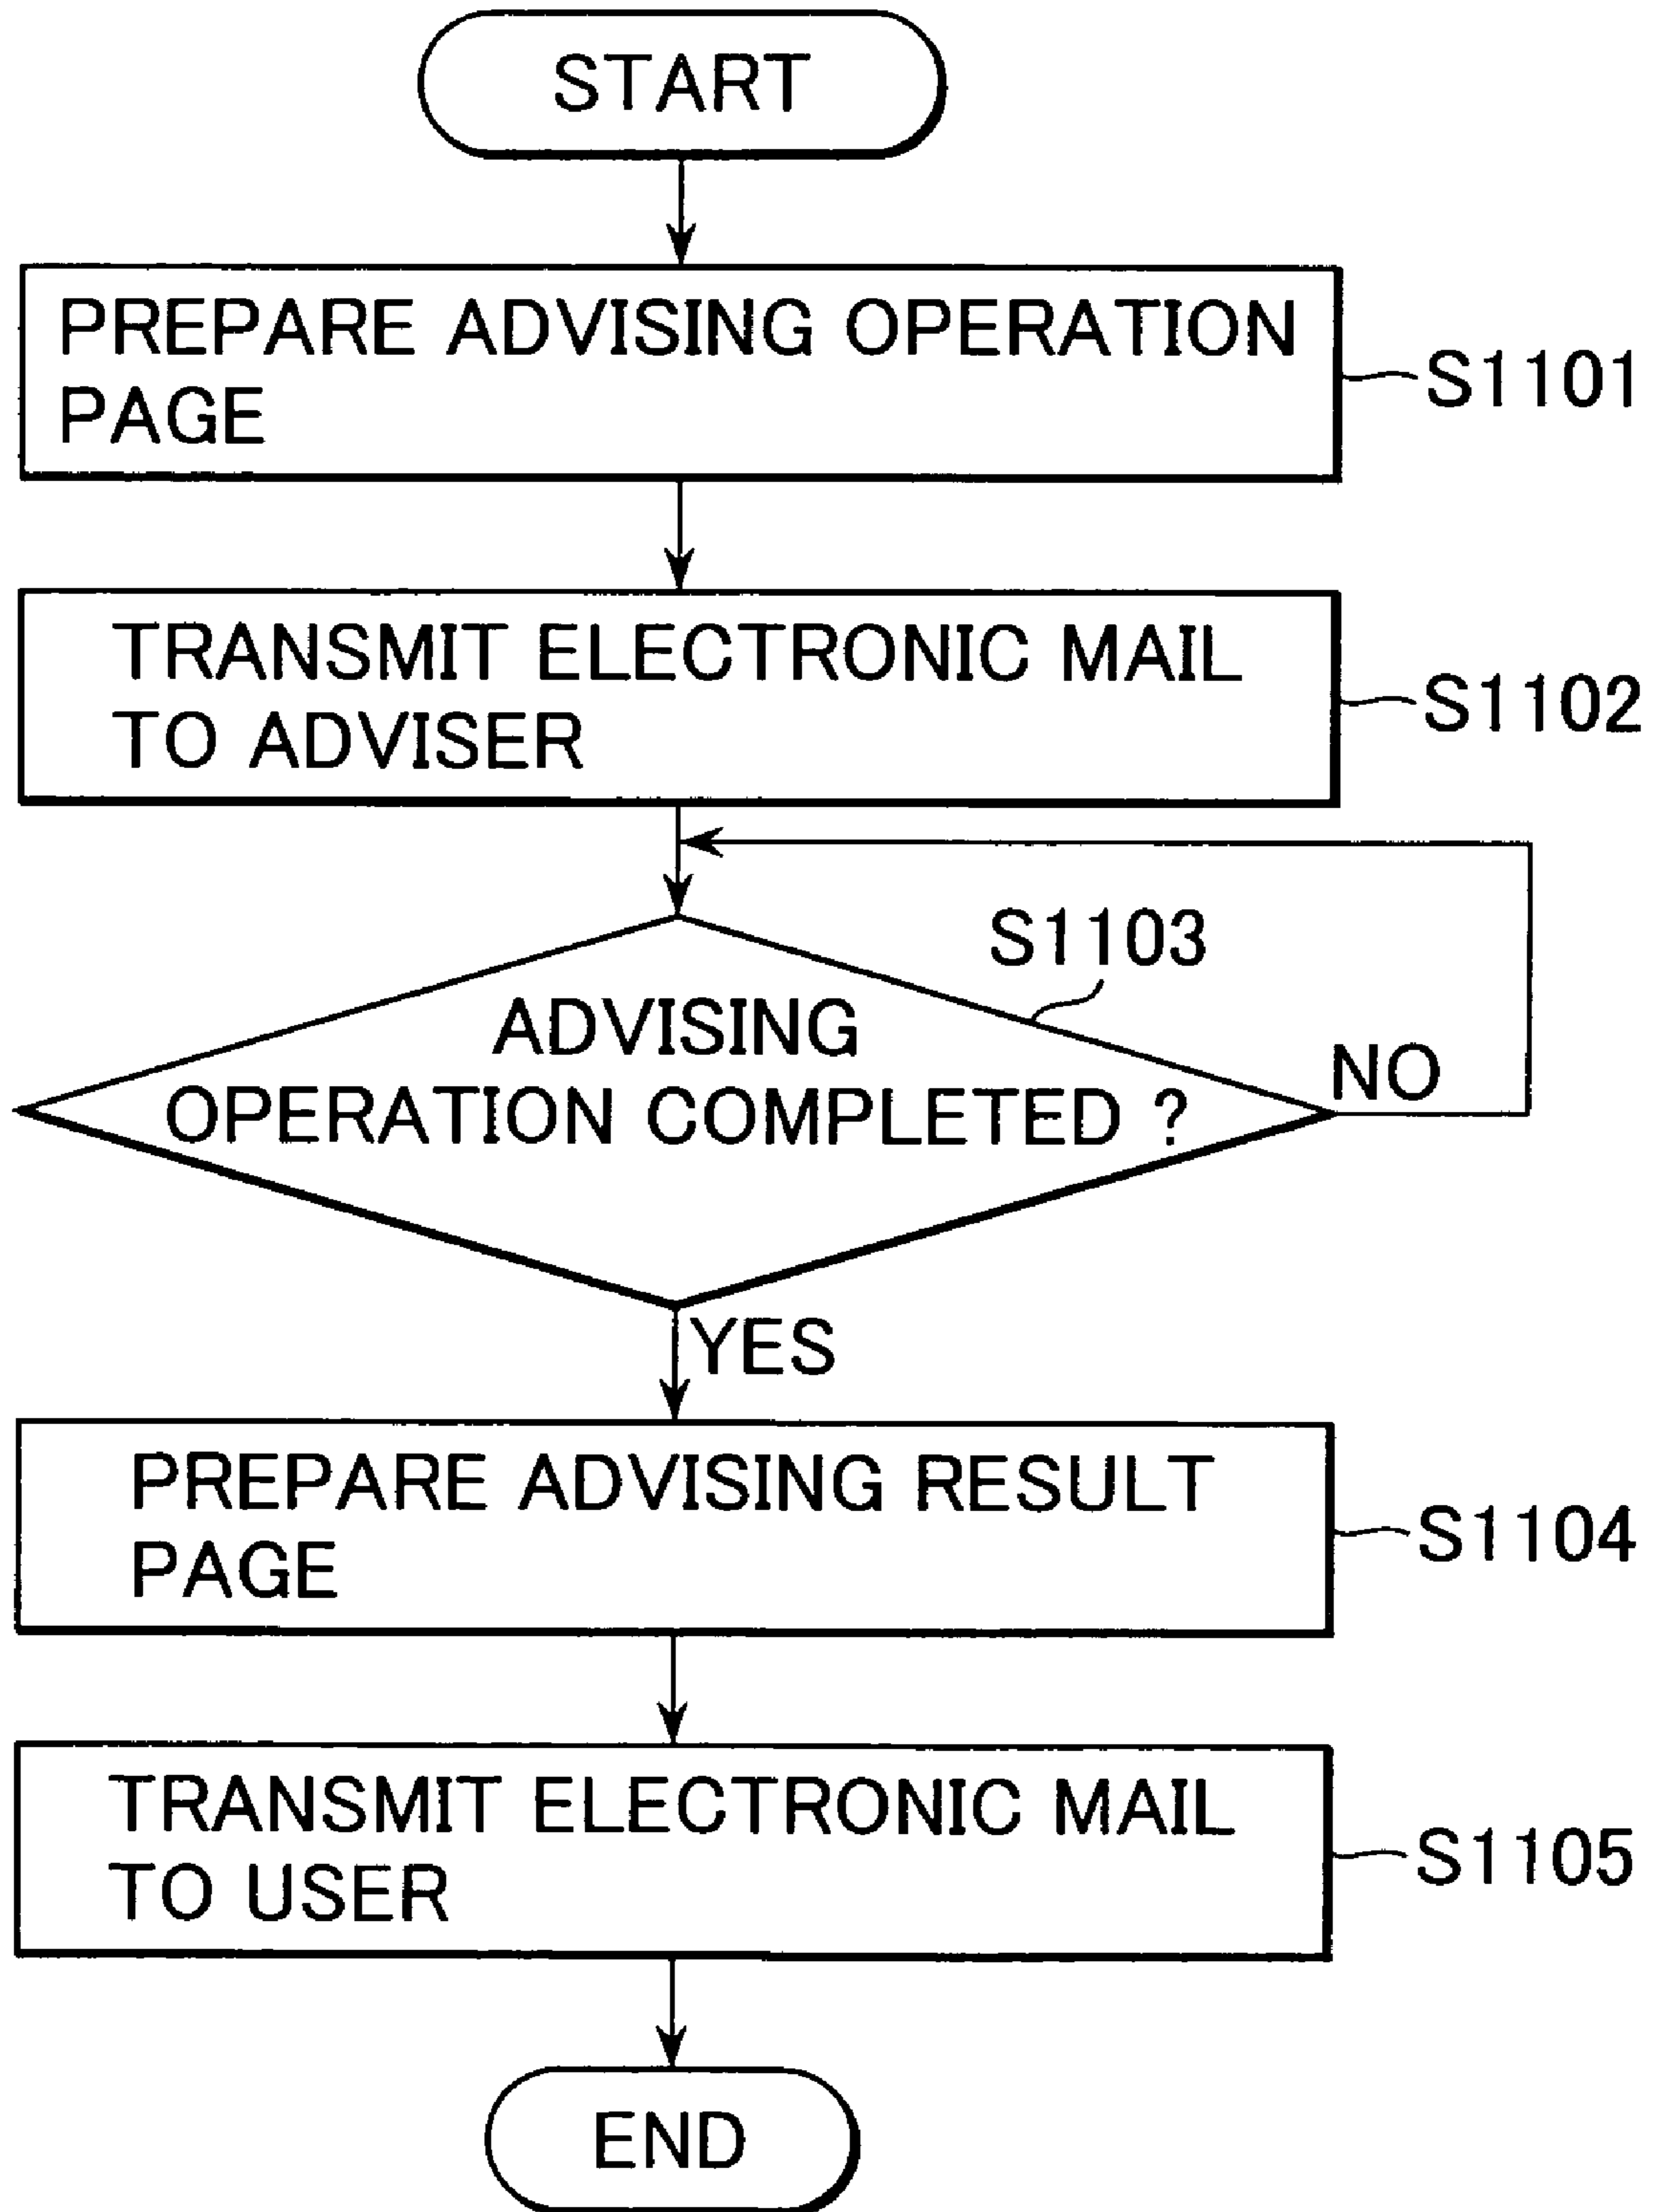 START
PREPARE ADVISING OPERATION
PAGE
S1101
TRANSMIT ELECTRONIC MAIL
TO ADVISER
S1102
S1103
ADVISING
OPERATION COMPLETED ?
NO
YES
PREPARE ADVISING RESULT
PAGE
S1104
TRANSMIT ELECTRONIC MAIL
TO USER
S1105
END